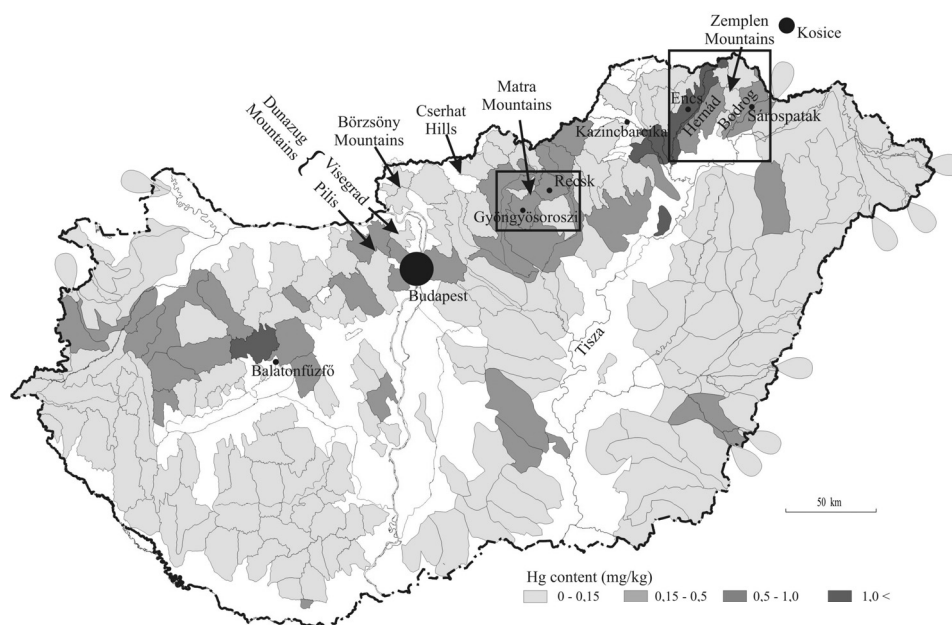 Zemplen
Mountains
Kosice
Matra
Mountains
Cserhat
Hills
Börzsöny
Mountains
Dunazug
Mountains
{
Visegrad
Pilis
Encs
Hernád
Bodrog
Sárospatak
Kazincbarcika
Recsk
Gyöngyösoroszi
Budapest
Tisza
Balatonfüzfő
50 km
Hg content (mg/kg)
0 - 0,15
0,15 - 0,5
0,5 - 1,0
1,0 <